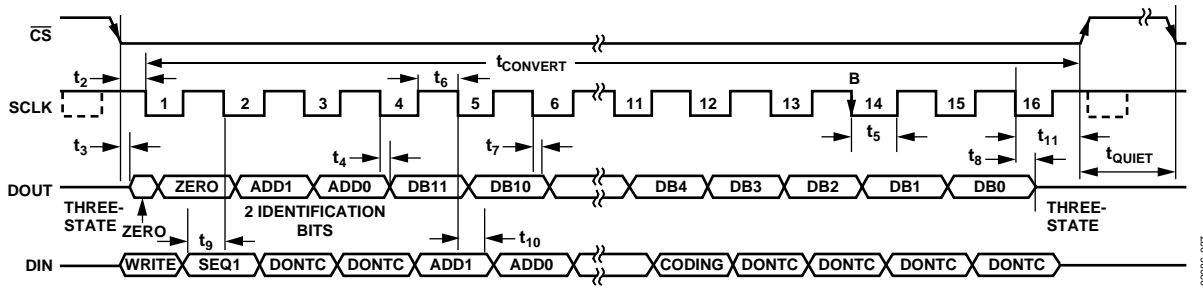 CS
tCONVERT
t2
t6
B
SCLK
1 2 3 4 5 6 11 12 13 14 15 16
t3
t4
t7
t5
t11
t8
tQUIET
DOUT
ZERO ADD1 ADD0 DB11 DB10 DB4 DB3 DB2 DB1 DB0
THREE-
STATE
ZERO
2 IDENTIFICATION
BITS
THREE-
STATE
t9
t10
DIN
WRITE SEQ1 DONTC DONTC ADD1 ADD0 CODING DONTC DONTC DONTC DONTC